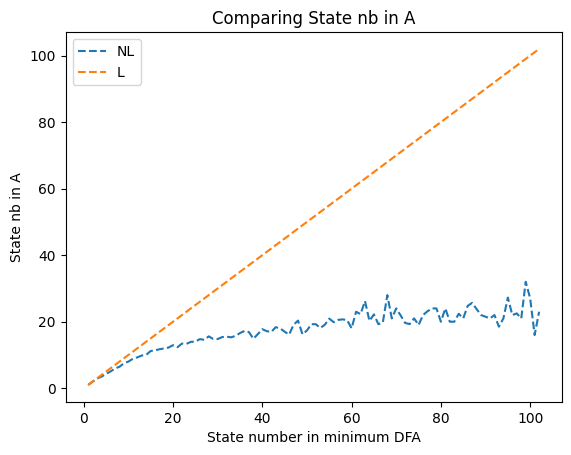 Comparing State nb in A
NL
L
State nb in A
100
80
60
40
20
0
0 20 40 60 80 100
State number in minimum DFA